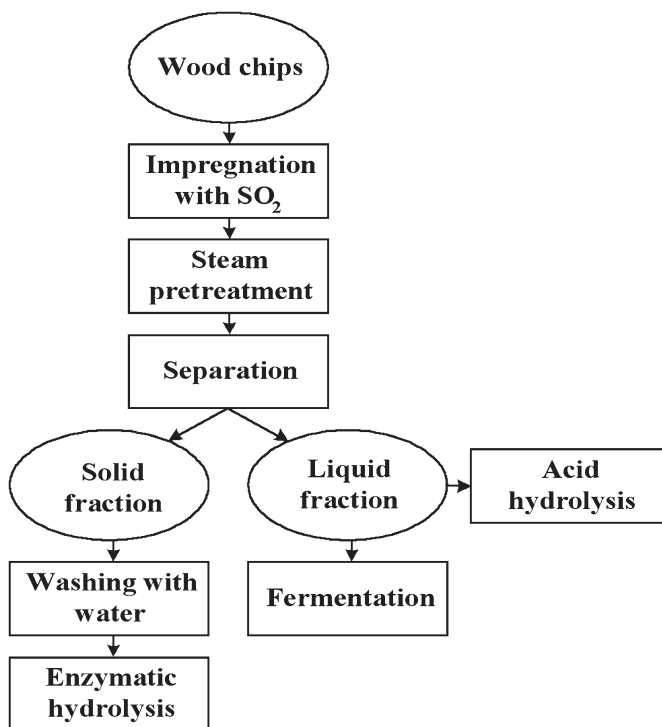 Wood chips
Impregnation
with SO₂
Steam
pretreatment
Separation
Solid
fraction
Liquid
fraction
Acid
hydrolysis
Washing with
water
Fermentation
Enzymatic
hydrolysis